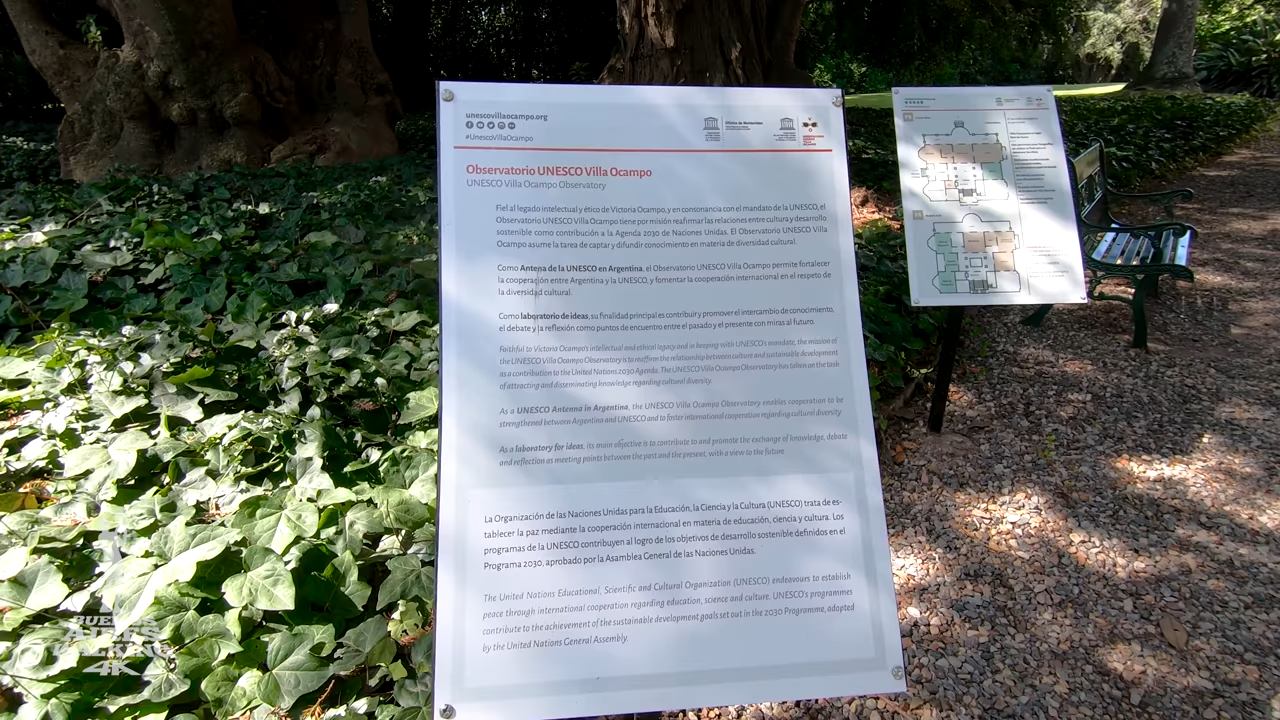 unescovillaocampo.org
#UnescoVillaOcampo
Oficina de Montevideo
Observatorio UNESCO Villa Ocampo
UNESCO Villa Ocampo Observatory
Fiel al legado intelectual y ético de Victoria Ocampo, y en consonancia con el mandato de la UNESCO, el
Observatorio UNESCO Villa Ocampo tiene por misión reafirmar las relaciones entre cultura y desarrollo
sostenible como contribución a la Agenda 2030 de Naciones Unidas. El Observatorio UNESCO Villa
Ocampo asume la tarea de captar y difundir conocimiento en materia de diversidad cultural.
Como Antena de la UNESCO en Argentina, el Observatorio UNESCO Villa Ocampo permite fortalecer
la cooperación entre Argentina y la UNESCO, y fomentar la cooperación internacional en el respeto de
la diversidad cultural.
Como laboratorio de ideas, su finalidad principal es contribuir y promover el intercambio de conocimiento,
el debate y la reflexión como puntos de encuentro entre el pasado y el presente con miras al futuro.
Faithful to Victoria Ocampo's intellectual and ethical legacy and in keeping with UNESCO's mandate, the mission of
the UNESCO Villa Ocampo Observatory is to reaffirm the relationship between culture and sustainable development
as a contribution to the United Nations 2030 Agenda. The UNESCO Villa Ocampo Observatory has taken on the task
of attracting and disseminating knowledge regarding cultural diversity.
As a UNESCO Antenna in Argentina, the UNESCO Villa Ocampo Observatory enables cooperation to be
strengthened between Argentina and UNESCO and to foster international cooperation regarding cultural diversity
As a laboratory for ideas, its main objective is to contribute to and promote the exchange of knowledge, debate
and reflection as meeting points between the past and the present, with a view to the future
La Organización de las Naciones Unidas para la Educación, la Ciencia y la Cultura (UNESCO) trata de es-
tablecer la paz mediante la cooperación internacional en materia de educación, ciencia y cultura. Los
programas de la UNESCO contribuyen al logro de los objetivos de desarrollo sostenible definidos en el
Programa 2030, aprobado por la Asamblea General de las Naciones Unidas.
The United Nations Educational, Scientific and Cultural Organization (UNESCO) endeavours to establish
peace through international cooperation regarding education, science and culture. UNESCO's programmes
contribute to the achievement of the sustainable development goals set out in the 2030 Programme, adopted
by the United Nations General Assembly.
BUENOS
AIRES
WALKING
4K